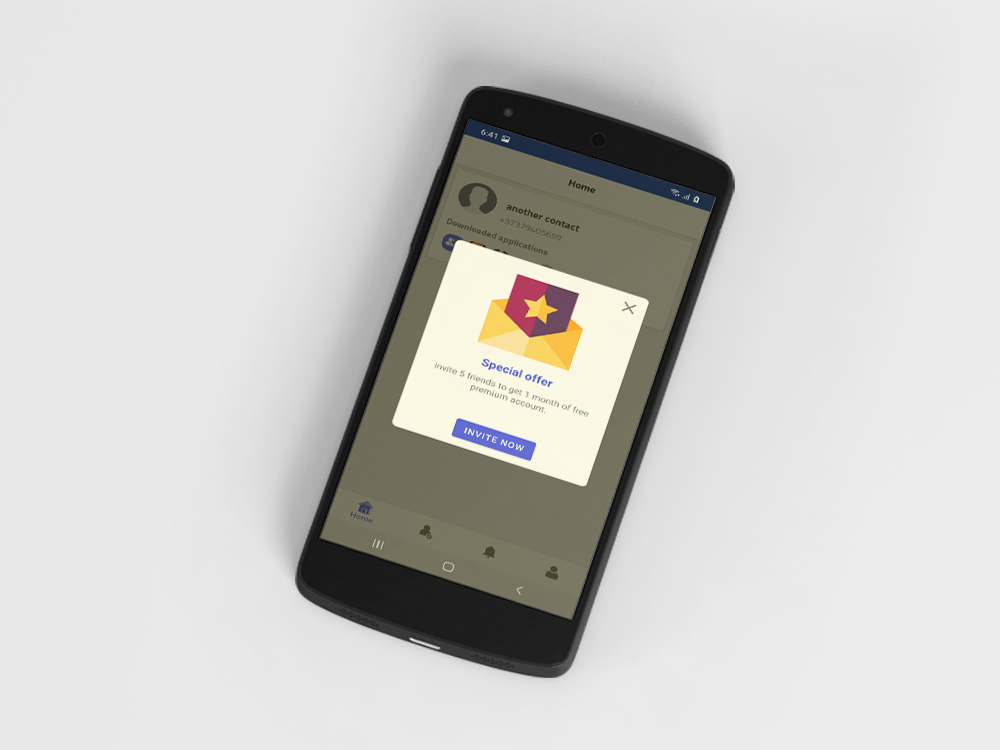 6:41
Home
another contact
+37379405699
Downloaded applications
Special offer
Invite 5 friends to get 1 month of free
premium account.
INVITE NOW
Home